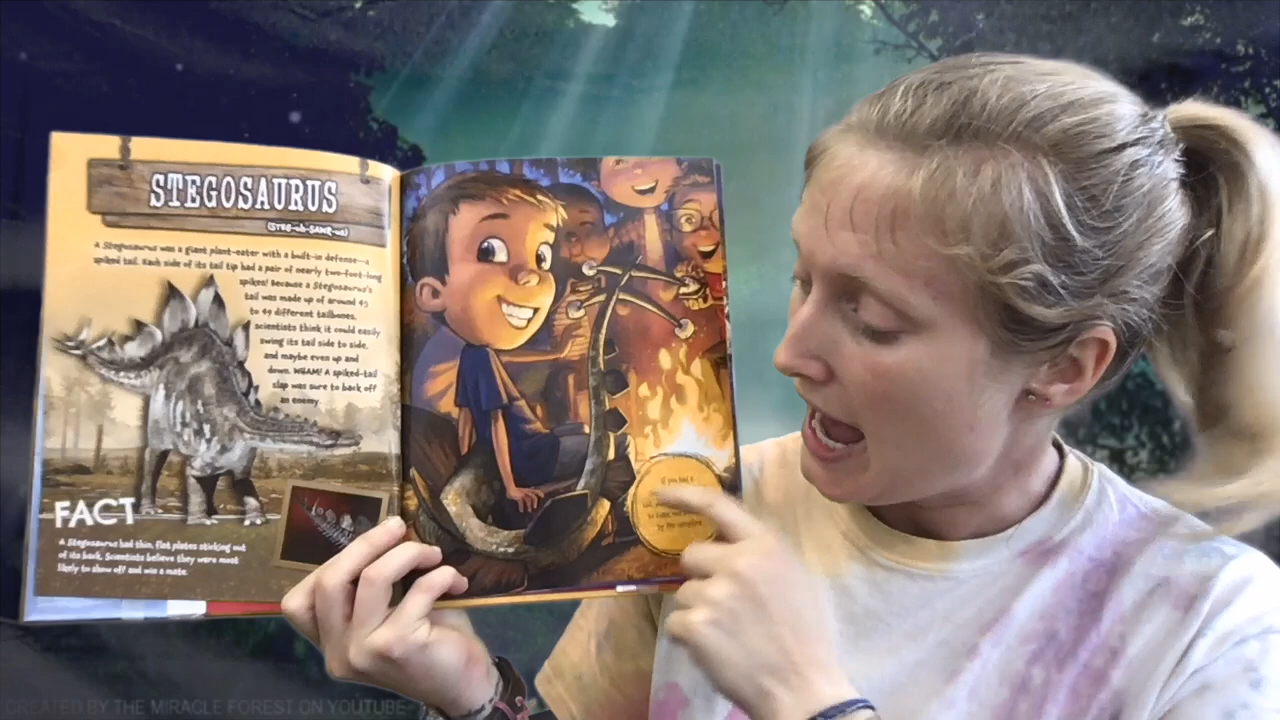 STEGOSAURUS
(STEG-oh-SAWR-us)
A Stegosaurus was a giant plant-eater with a built-in defense—a
spiked tail. Each side of its tail tip had a pair of nearly two-foot-long
spikes! Because a Stegosaurus's
tail was made up of around 45
to 49 different tailbones,
scientists think it could easily
swing its tail side to side,
and maybe even up and
down. WHAM! A spiked-tail
slap was sure to back off
an enemy.
FACT
A Stegosaurus had thin, flat plates sticking out
of its back. Scientists believe they were most
likely to show off and win a mate.
If you had a
by the campfire
CREATED BY THE MIRACLE FOREST ON YOUTUBE